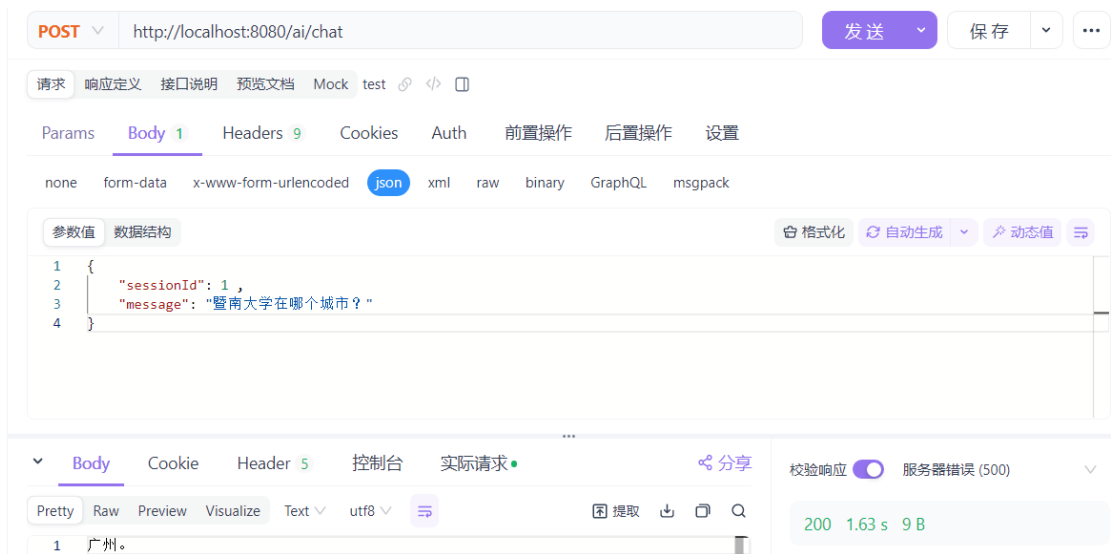 POST http://localhost:8080/ai/chat 发送 保存
请求 响应定义 接口说明 预览文档 Mock test
Params Body 1 Headers 9 Cookies Auth 前置操作 后置操作 设置
none form-data x-www-form-urlencoded json xml raw binary GraphQL msgpack
参数值 数据结构 格式化 自动生成 动态值
1 {
2 "sessionId": 1 ,
3 "message": "暨南大学在哪个城市？"
4 }
Body Cookie Header 5 控制台 实际请求 分享 校验响应 服务器错误 (500)
Pretty Raw Preview Visualize Text utf8 提取 200 1.63 s 9 B
1 广州。